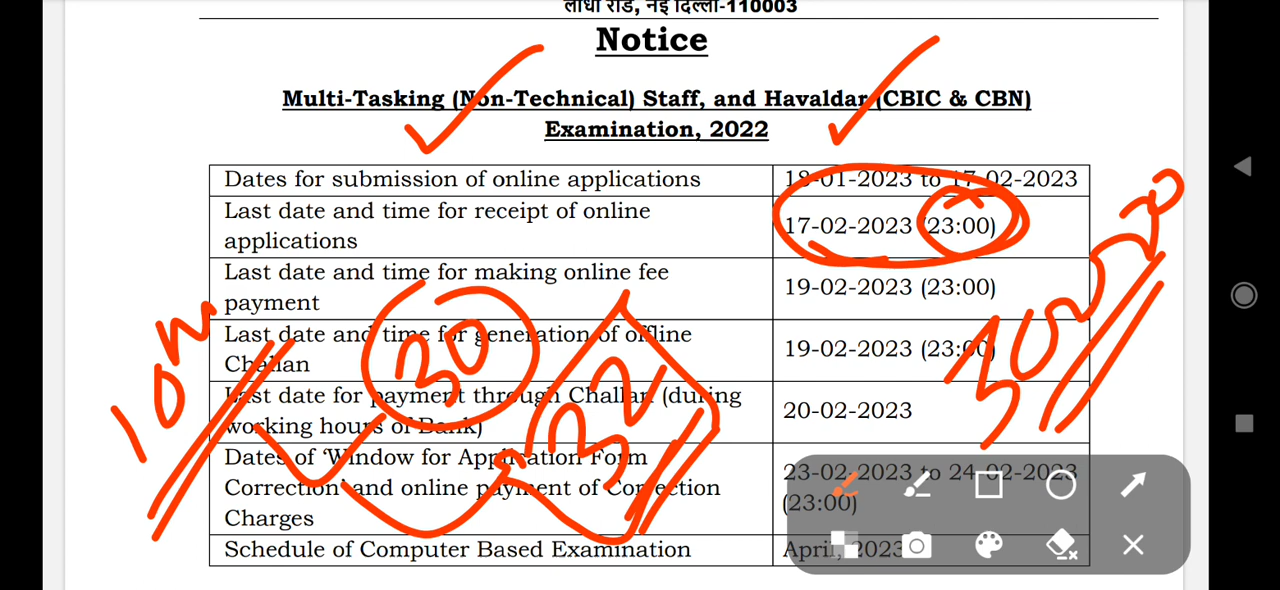 लोधी रोड, नई दिल्ली-110003
Notice
Multi-Tasking (Non-Technical) Staff, and Havaldar (CBIC & CBN)
Examination, 2022
Dates for submission of online applications 18-01-2023 to 17-02-2023
Last date and time for receipt of online
applications
17-02-2023 (23:00)
Last date and time for making online fee
payment
19-02-2023 (23:00)
Last date and time for generation of offline
Challan
19-02-2023 (23:00)
Last date for payment through Challan (during
working hours of Bank)
20-02-2023
Dates of ‘Window for Application Form
Correction’ and online payment of Correction
Charges
23-02-2023 to 24-02-2023
(23:00)
Schedule of Computer Based Examination April, 2023
30
32